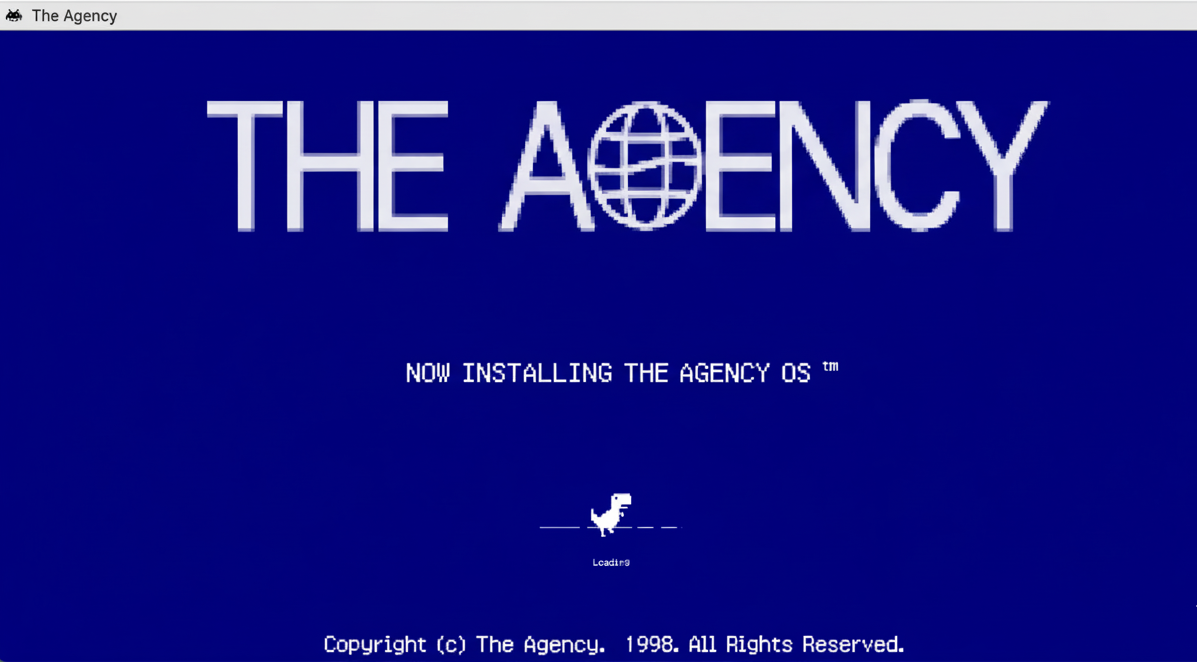 The Agency
THE AGENCY
NOW INSTALLING THE AGENCY OS ™
Loading
Copyright (c) The Agency. 1998. All Rights Reserved.